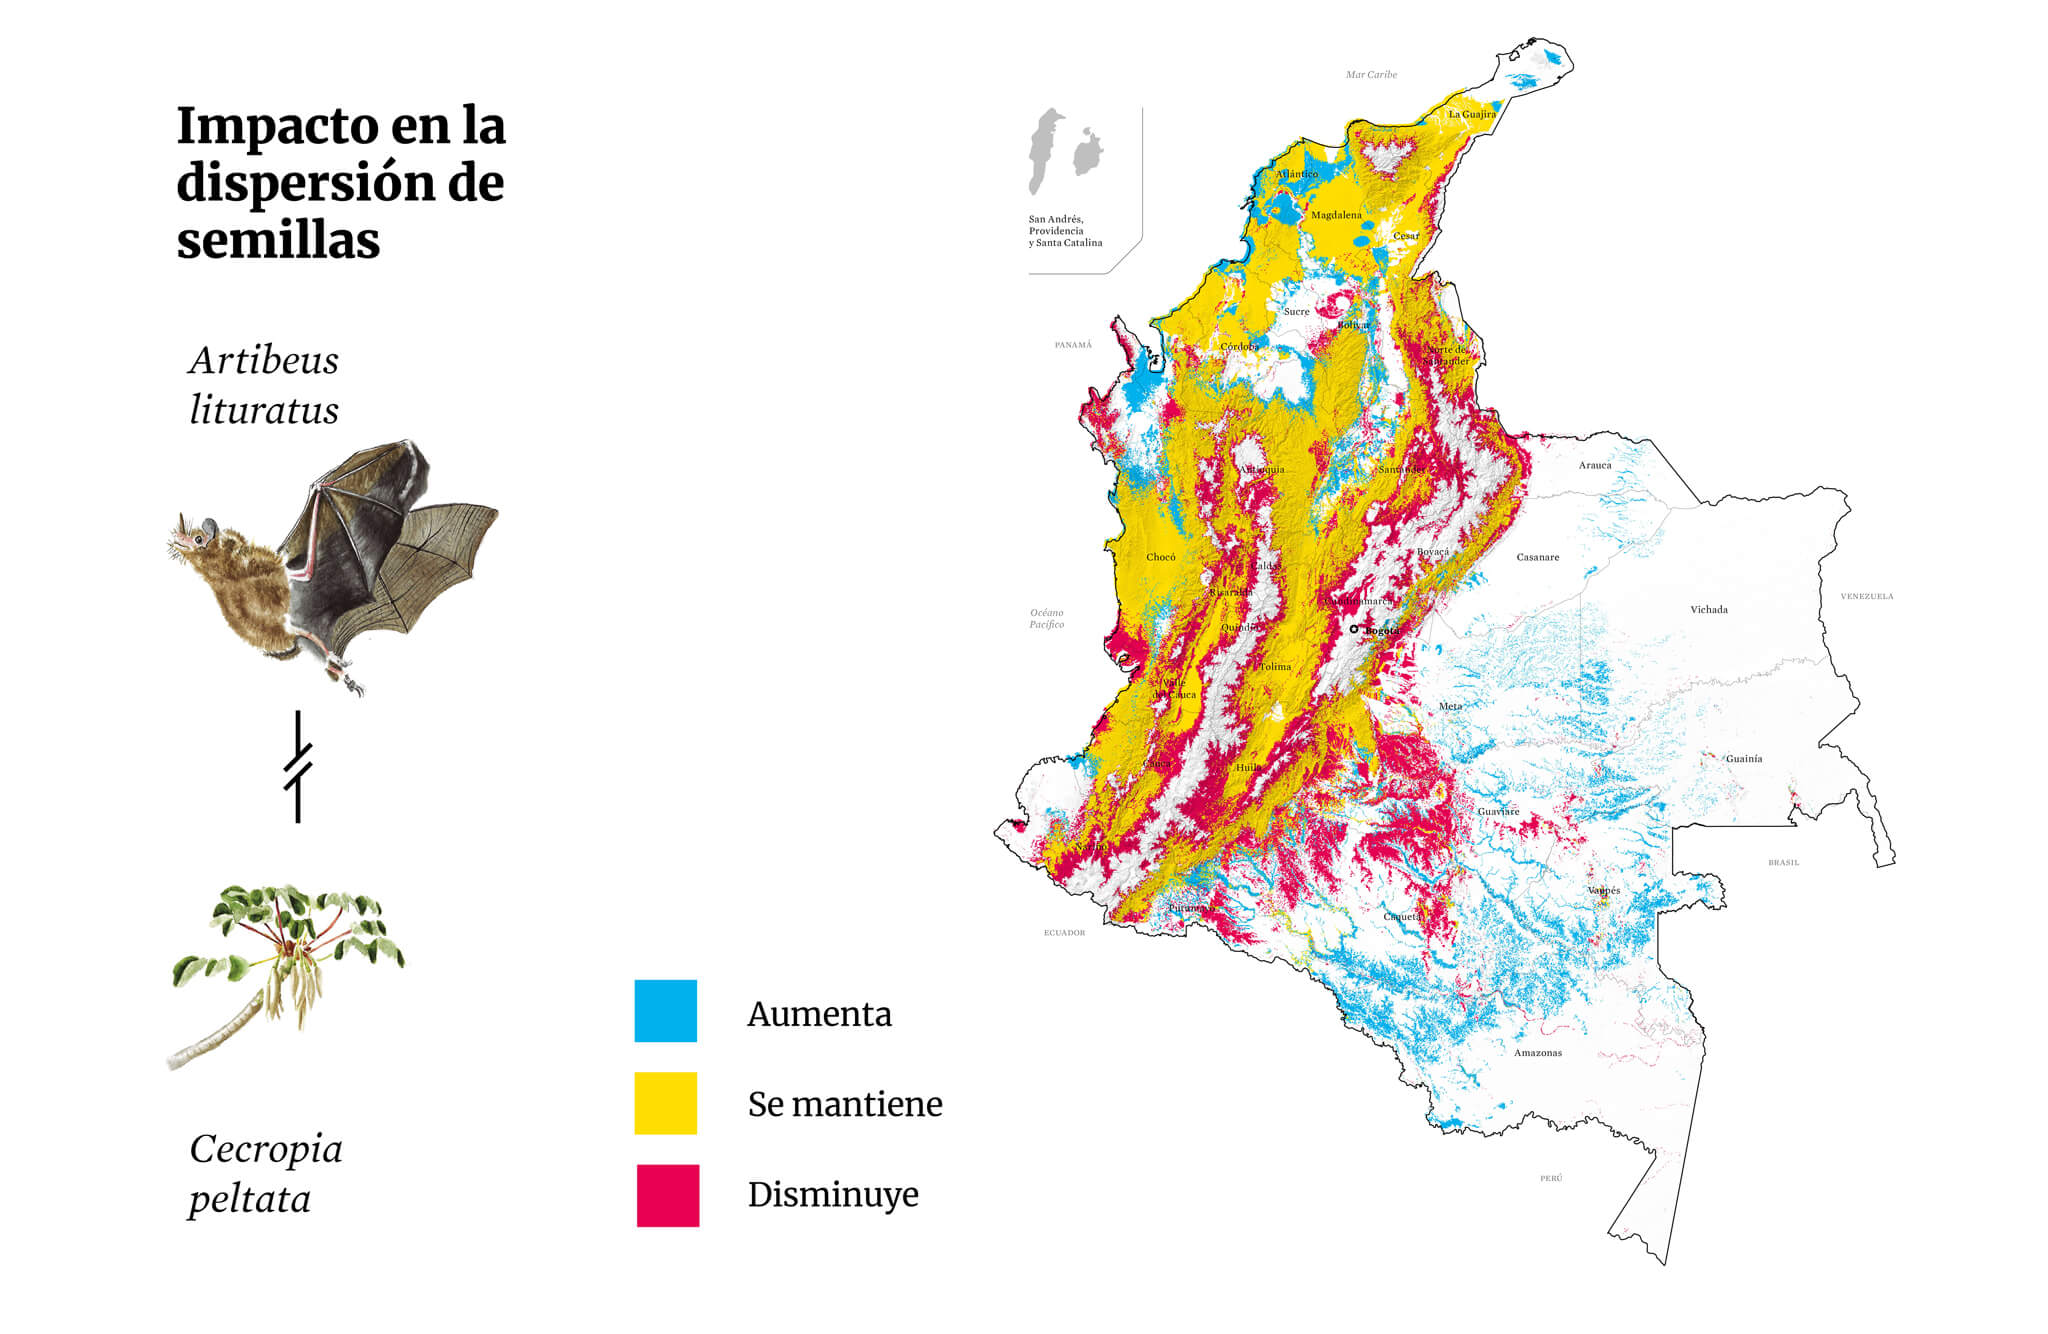 Impacto en la
dispersión de
semillas
Artibeus
lituratus
Cecropia
peltata
Aumenta
Se mantiene
Disminuye
San Andrés,
Providencia
y Santa Catalina
Mar Caribe
La Guajira
Atlántico
Magdalena
Cesar
Sucre
Bolívar
PANAMÁ
Córdoba
Norte de
Santander
Antioquia
Santander
Arauca
Chocó
Caldas
Boyacá
Casanare
Risaralda
Cundinamarca
Vichada
VENEZUELA
Océano
Pacífico
Quindío
Bogotá
Tolima
Valle
del Cauca
Meta
Cauca
Huila
Guainía
Guaviare
Nariño
BRASIL
Vaupés
Putumayo
Caquetá
ECUADOR
Amazonas
PERÚ